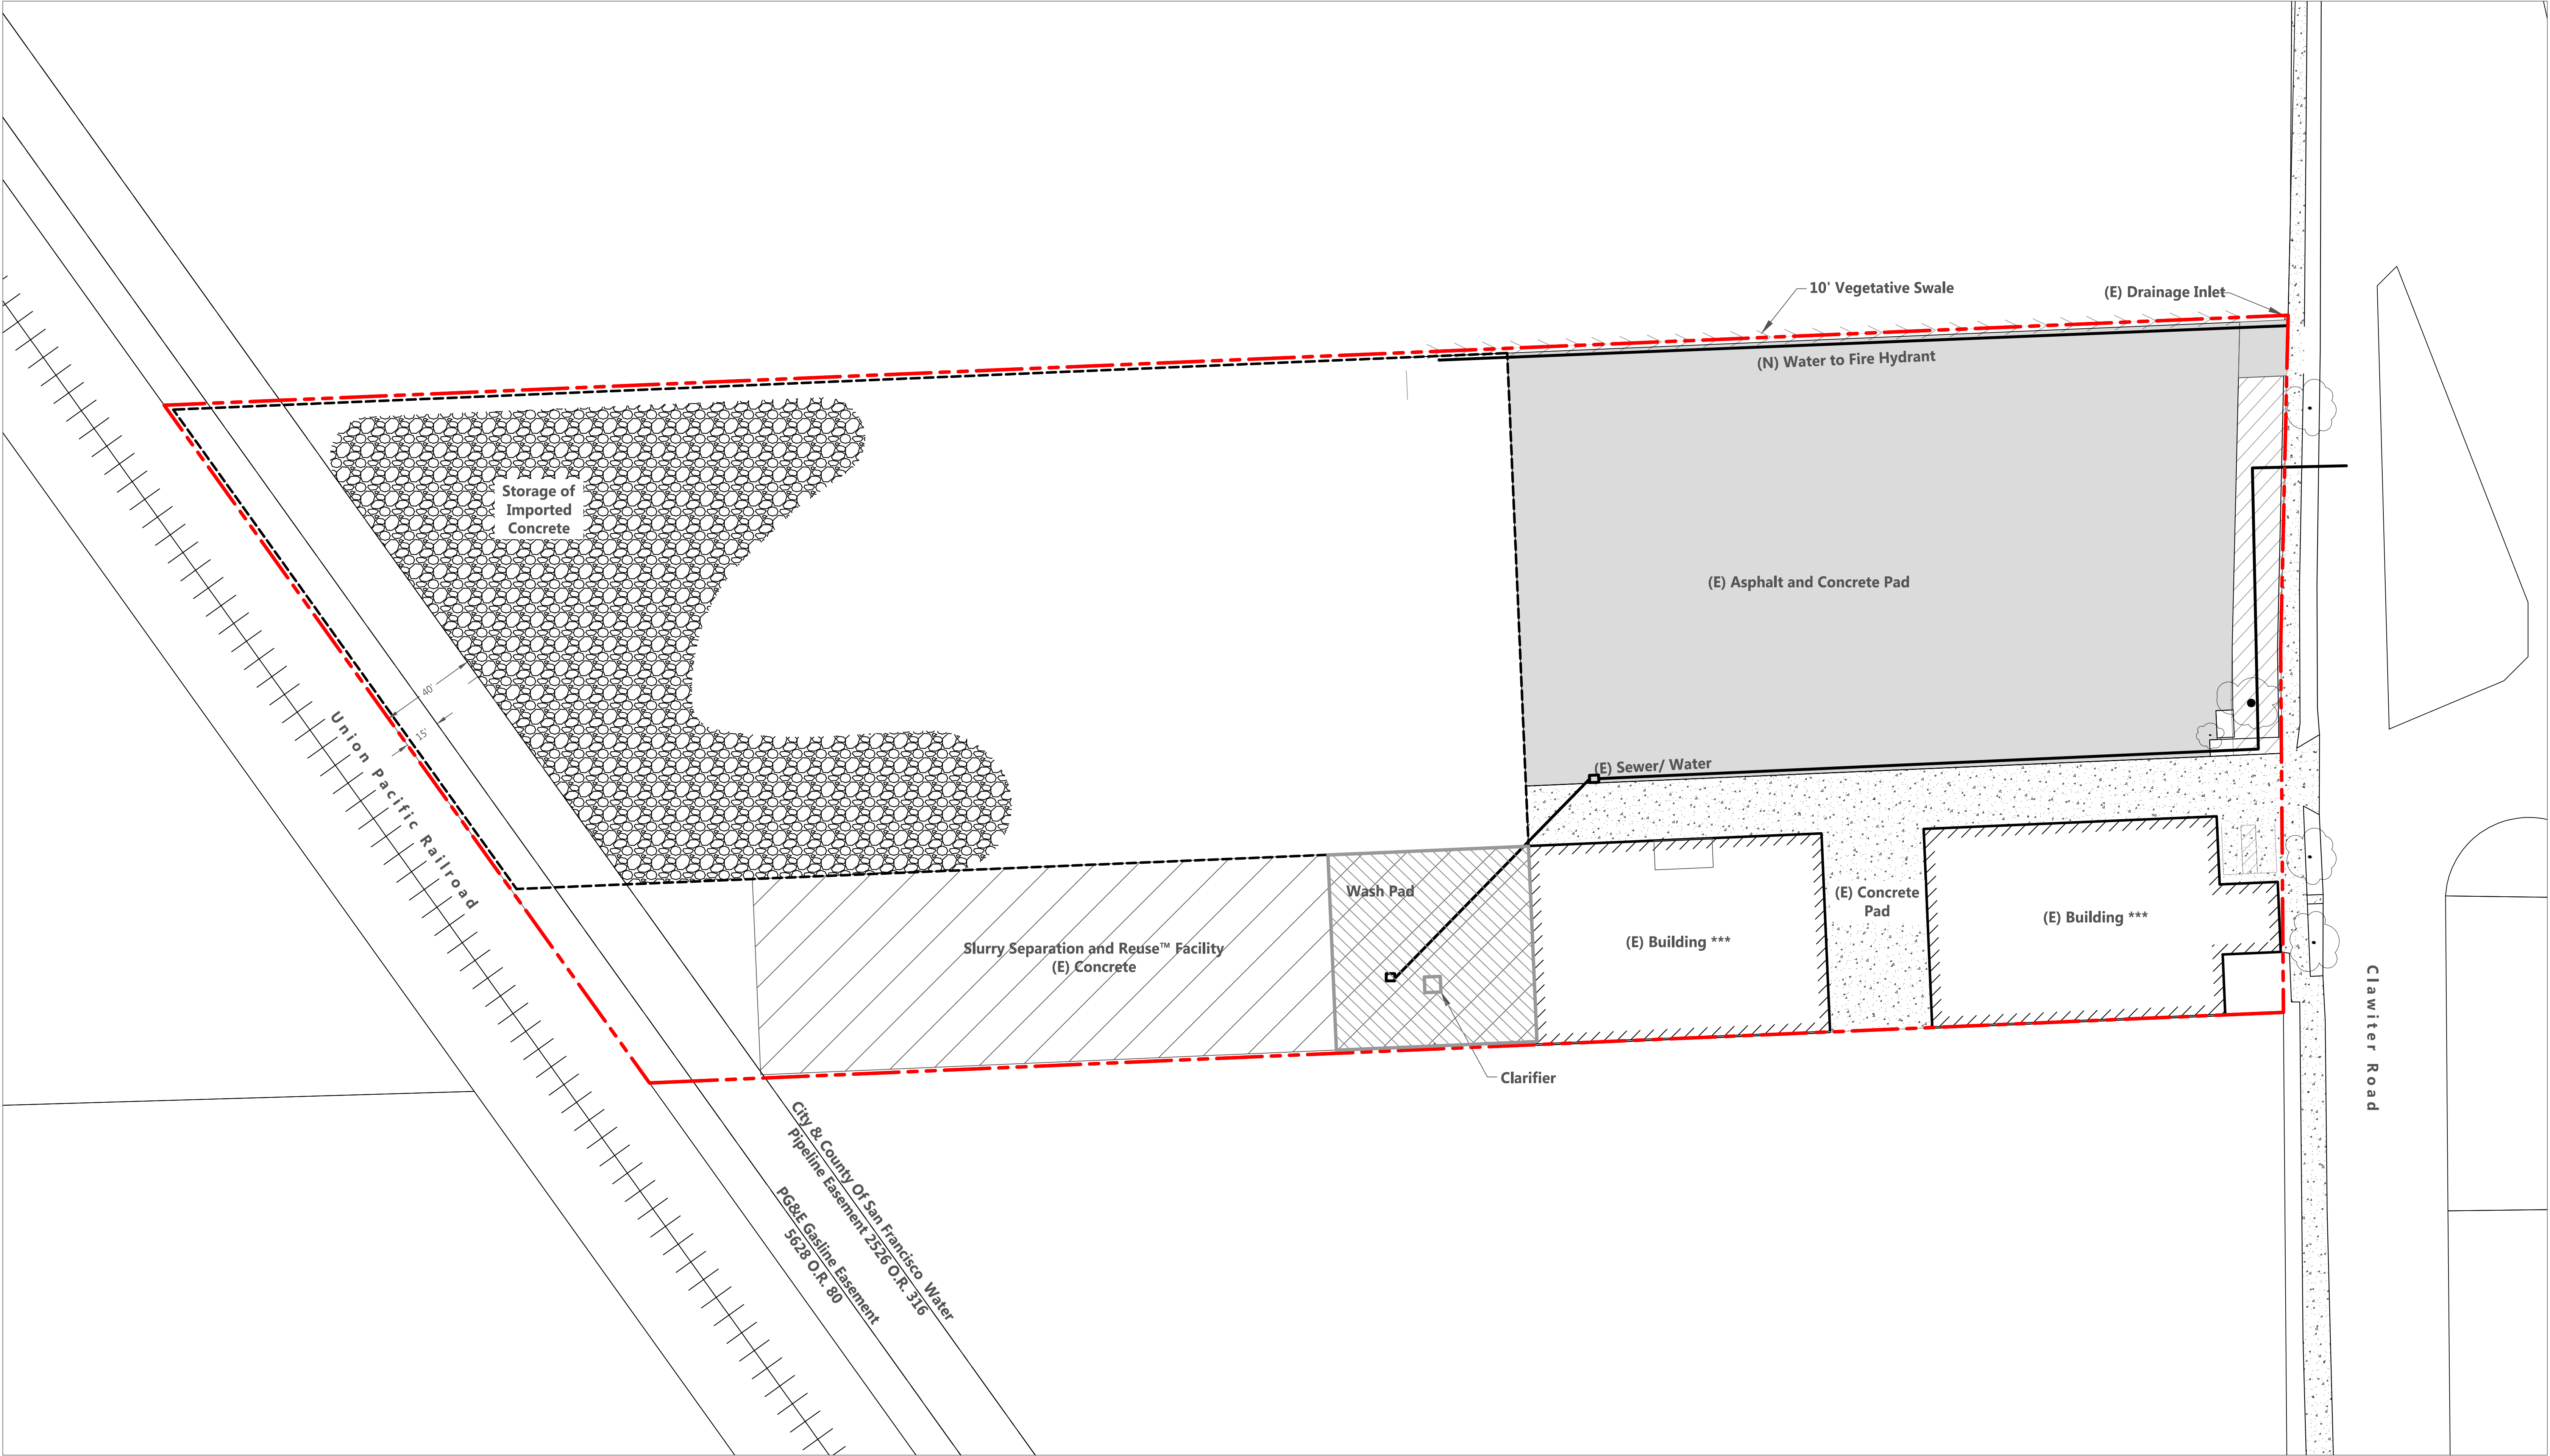 10' Vegetative Swale
(E) Drainage Inlet
(N) Water to Fire Hydrant
Storage of
Imported
Concrete
(E) Asphalt and Concrete Pad
40'
15'
Union Pacific Railroad
(E) Sewer/ Water
Wash Pad
(E) Concrete
Pad
(E) Building ***
(E) Building ***
Slurry Separation and Reuse™ Facility
(E) Concrete
Clarifier
Clawiter Road
City & County Of San Francisco Water
Pipeline Easement 2526 O.R. 316
PG&E Gasline Easement
5628 O.R. 80